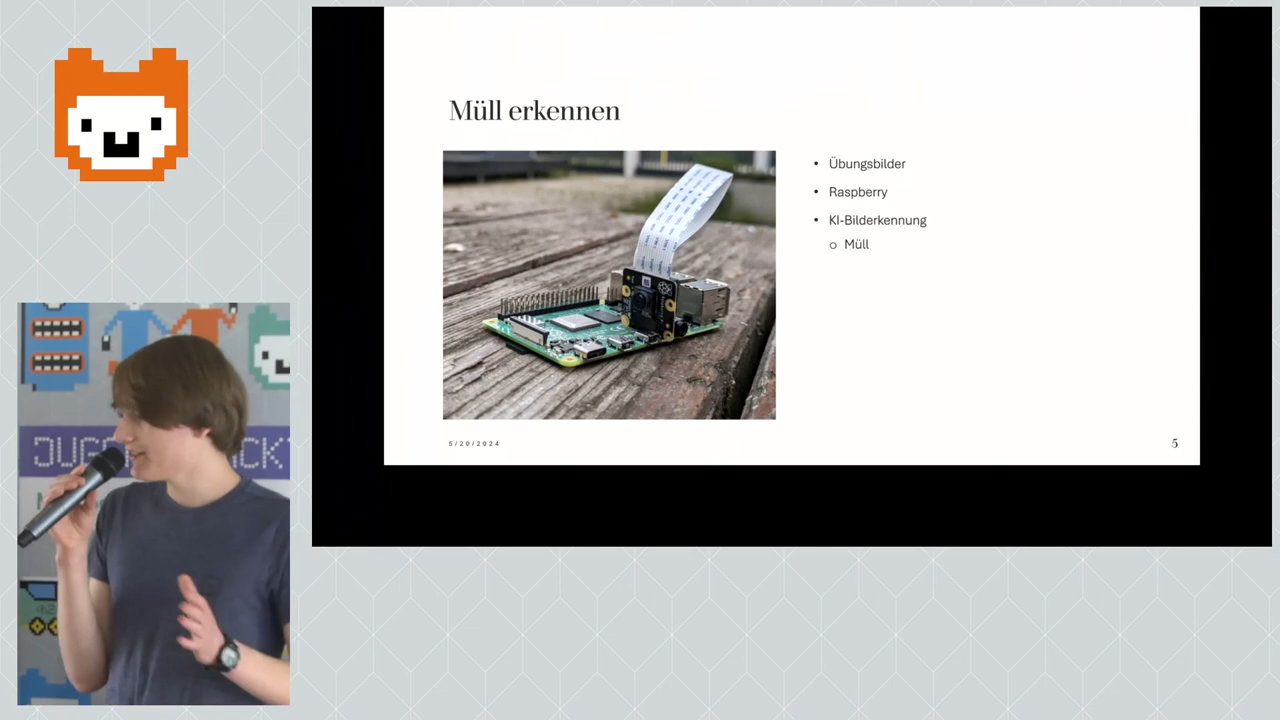 Müll erkennen
• Übungsbilder
• Raspberry
• KI-Bilderkennung
○ Müll
5/20/2024
5